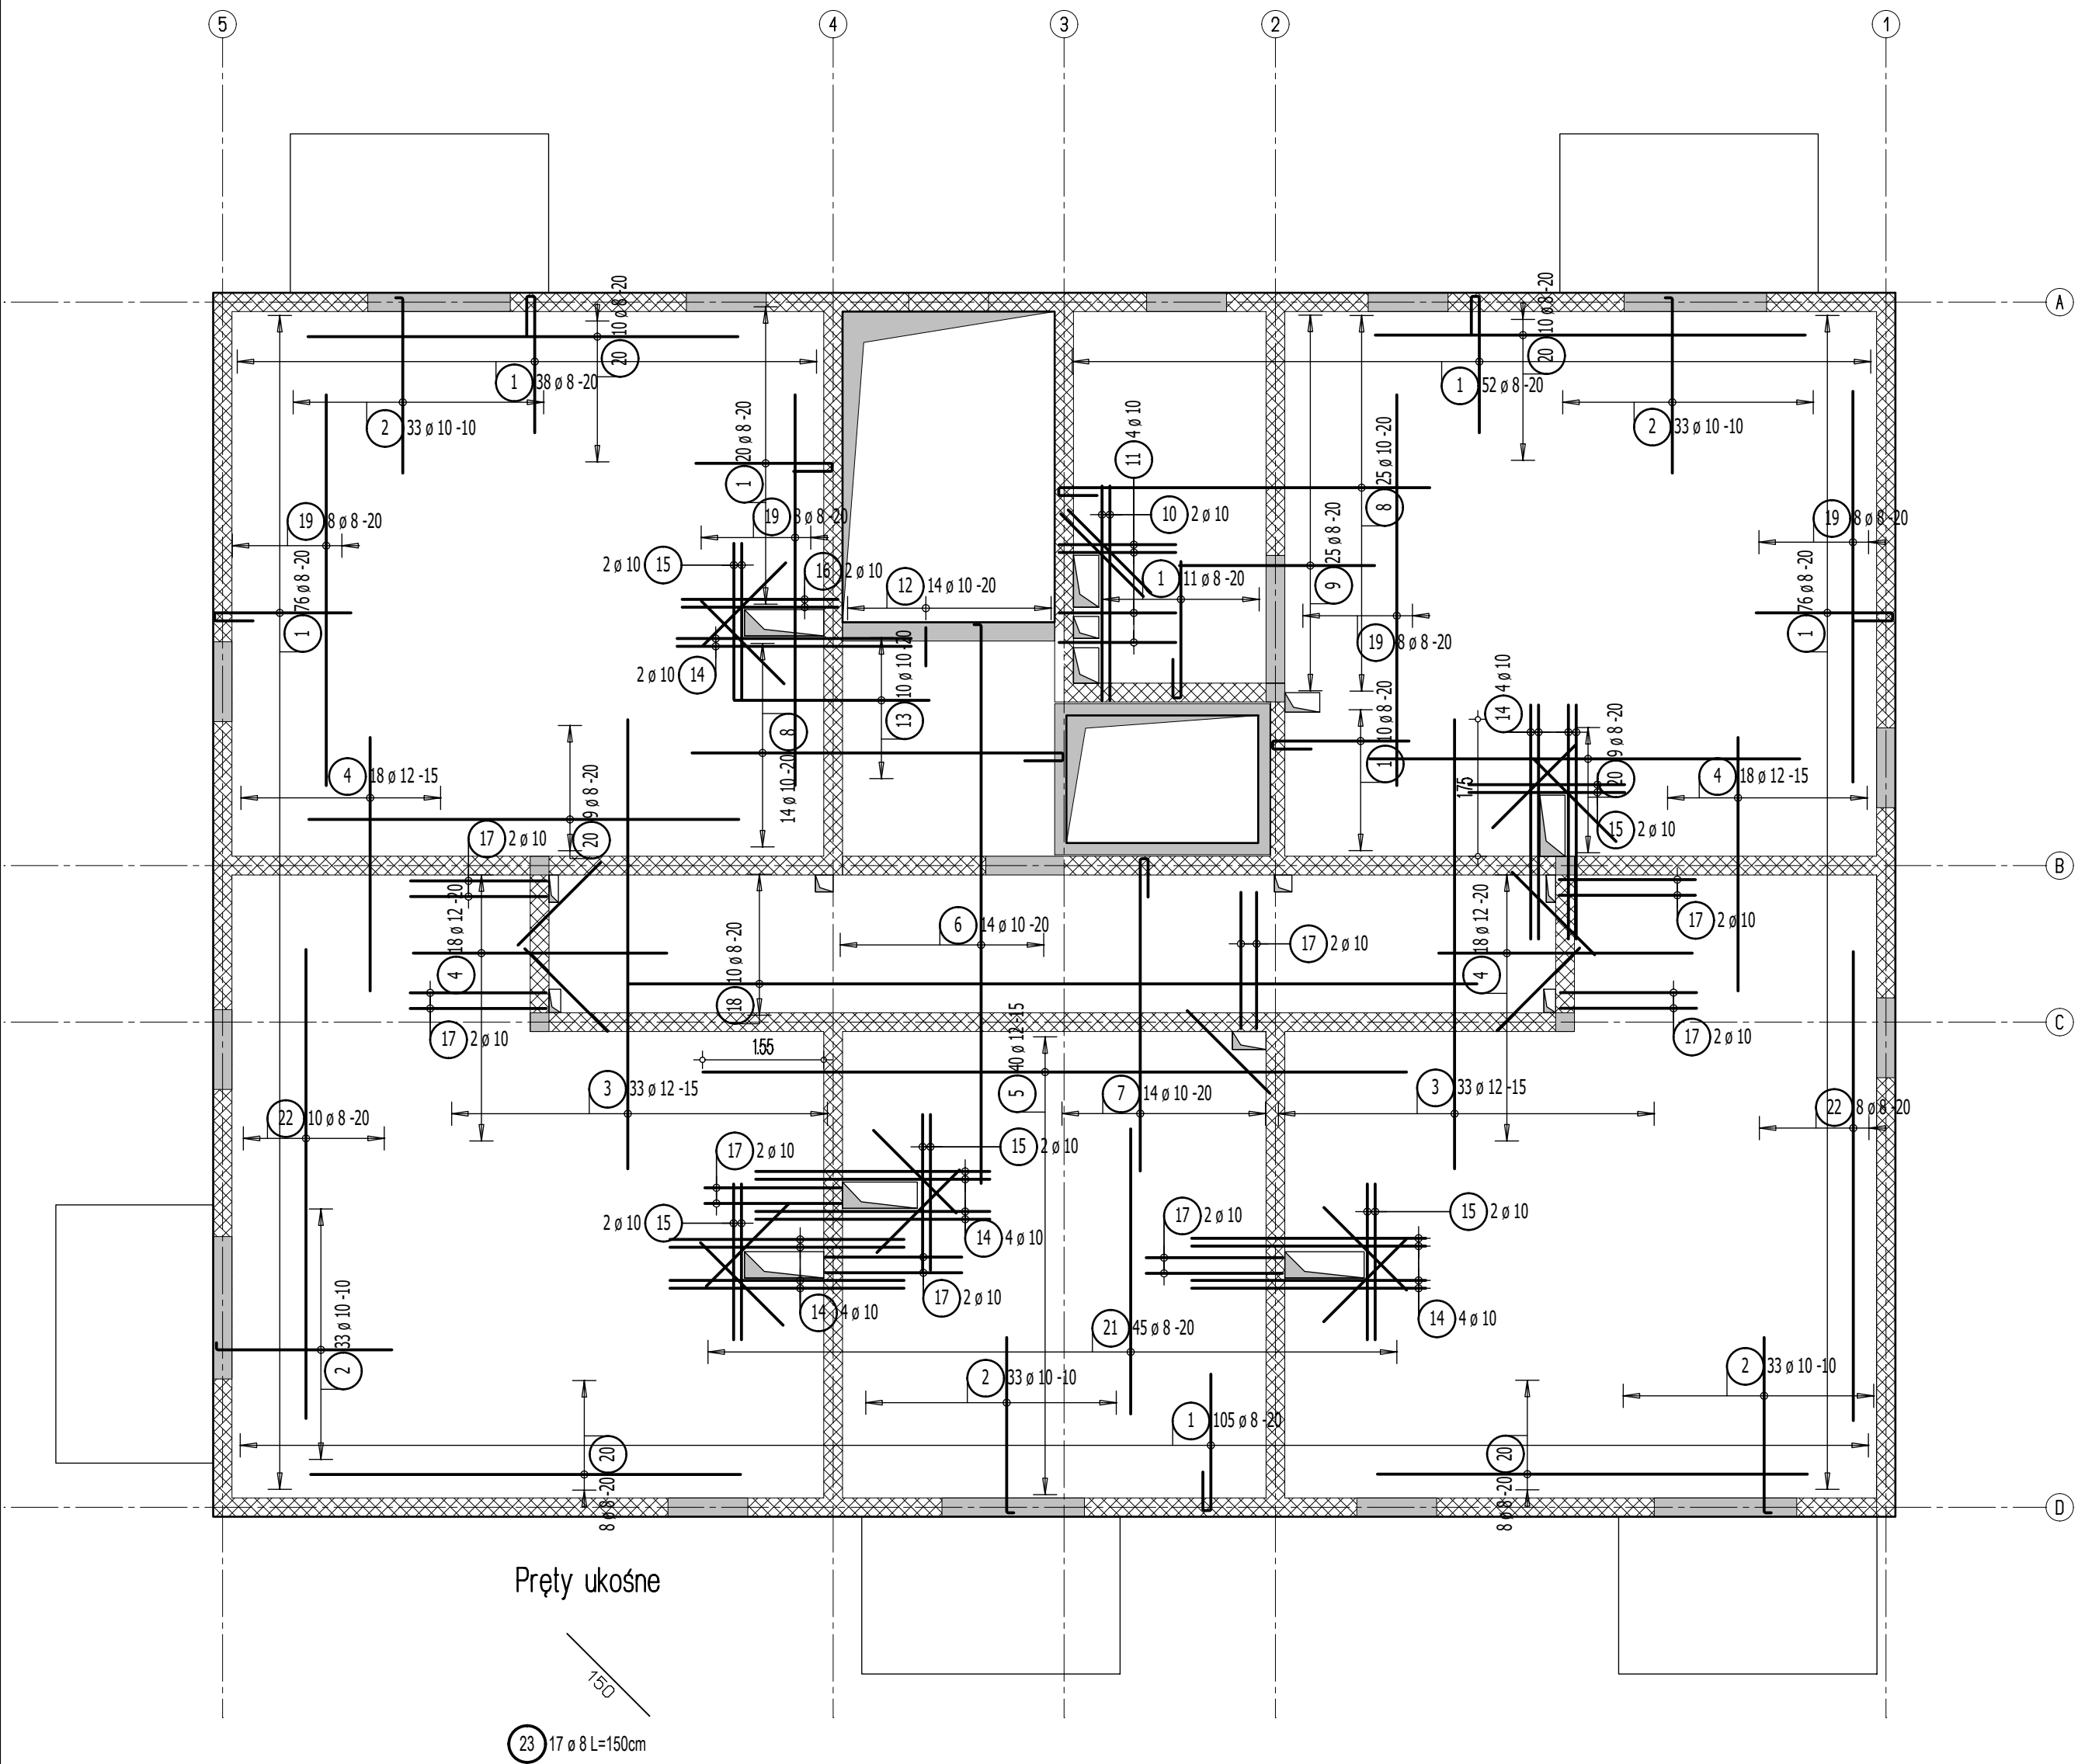 5 4 3 2 1
A
10 ø 8 -20
20
10 ø 8 -20
20
1 38 ø 8 -20
1 52 ø 8 -20
2 33 ø 10 -10
2 33 ø 10 -10
20 ø 8 -20
1
11 4 ø 10
25 ø 10 -20
8
19 8 ø 8 -20
19 8 ø 8 -20
10 2 ø 10
25 ø 8 -20
9
19 8 ø 8 -20
2 ø 10 15
16 2 ø 10
12 14 ø 10 -20
1 11 ø 8 -20
76 ø 8 -20
1
76 ø 8 -20
1
19 8 ø 8 -20
2 ø 10 14
10 ø 10 -20
13
14 4 ø 10
14 ø 10 -20
8
10 ø 8 -20
1
9 ø 8 -20
20
175
4 18 ø 12 -15
4 18 ø 12 -15
9 ø 8 -20
20
15 2 ø 10
17 2 ø 10
B
18 ø 12 -20
4
10 ø 8 -20
18
6 14 ø 10 -20
17 2 ø 10
18 ø 12 -20
4
17 2 ø 10
17 2 ø 10
17 2 ø 10
C
155
40 ø 12 -15
5
3 33 ø 12 -15
7 14 ø 10 -20
3 33 ø 12 -15
22 10 ø 8 -20
22 8 ø 8 -20
17 2 ø 10
15 2 ø 10
2 ø 10 15
17 2 ø 10
15 2 ø 10
14 4 ø 10
17 2 ø 10
14 4 ø 10
14 4 ø 10
33 ø 10 -10
2
21 45 ø 8 -20
2 33 ø 10 -10
2 33 ø 10 -10
1 105 ø 8 -20
20
8 ø 8 -20
20
8 ø 8 -20
D
Pręty ukośne
150
23 17 ø 8 L=150cm